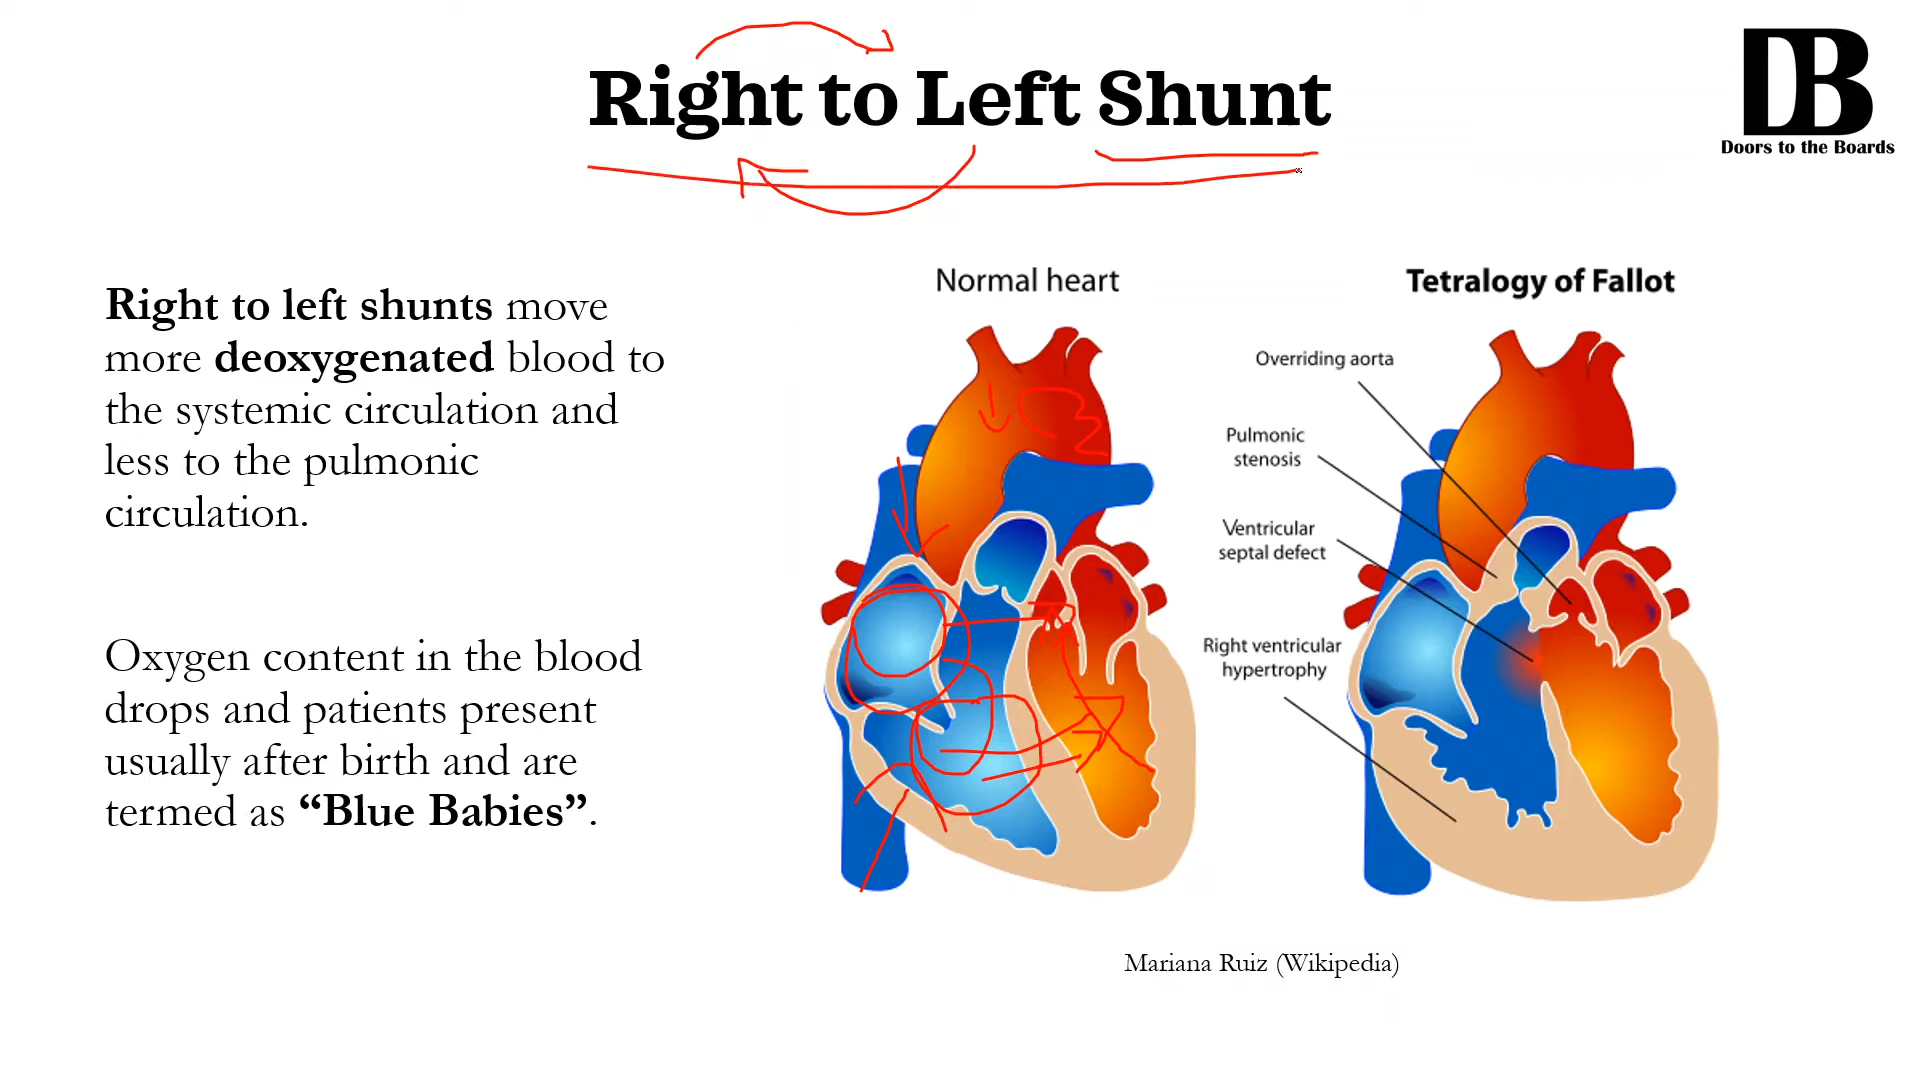 Right to Left Shunt
DB
Doors to the Boards
Right to left shunts move
more deoxygenated blood to
the systemic circulation and
less to the pulmonic
circulation.
Oxygen content in the blood
drops and patients present
usually after birth and are
termed as “Blue Babies”.
Normal heart
↓ O2
Tetralogy of Fallot
Overriding aorta
Pulmonic
stenosis
Ventricular
septal defect
Right ventricular
hypertrophy
Mariana Ruiz (Wikipedia)